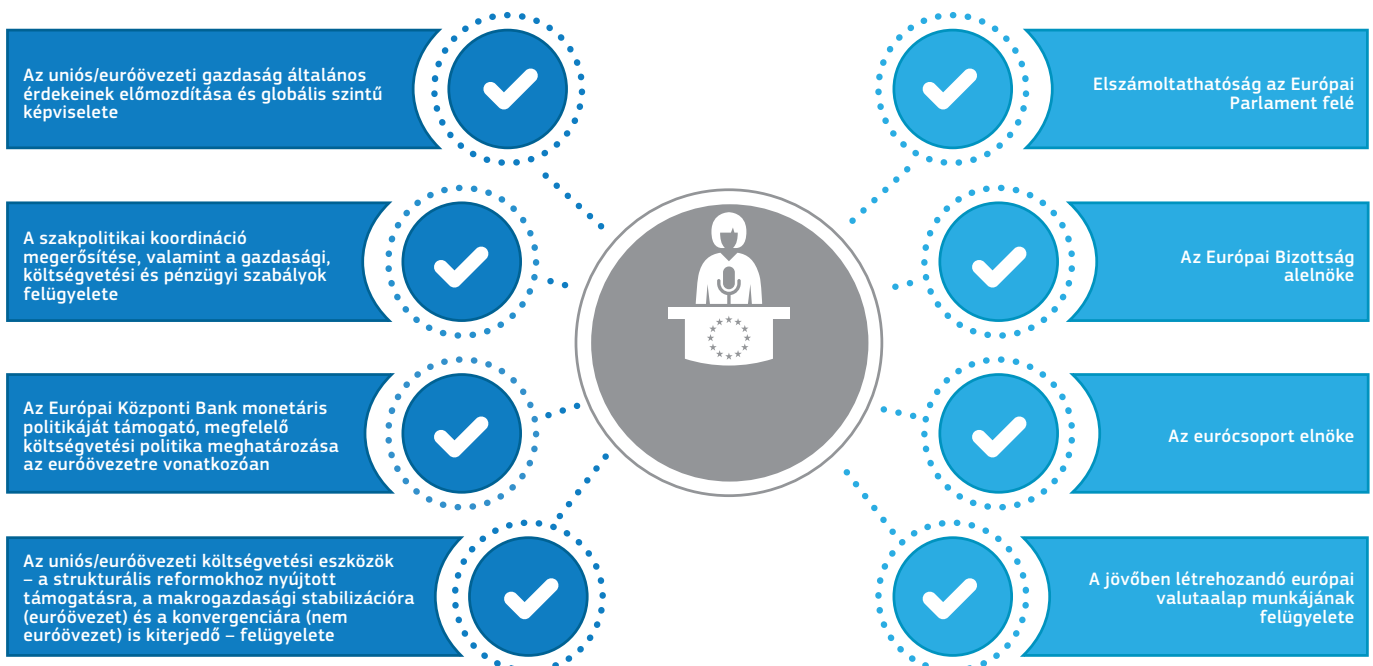 Az uniós/euróövezeti gazdaság általános
érdekeinek előmozdítása és globális szintű
képviselete
A szakpolitikai koordináció
megerősítése, valamint a gazdasági,
költségvetési és pénzügyi szabályok
felügyelete
Az Európai Központi Bank monetáris
politikáját támogató, megfelelő
költségvetési politika meghatározása
az euróövezetre vonatkozóan
Az uniós/euróövezeti költségvetési eszközök
– a strukturális reformokhoz nyújtott
támogatásra, a makrogazdasági stabilizációra
(euróövezet) és a konvergenciára (nem
euróövezet) is kiterjedő – felügyelete
Elszámoltathatóság az Európai
Parlament felé
Az Európai Bizottság
alelnöke
Az eurócsoport elnöke
A jövőben létrehozandó európai
valutaalap munkájának
felügyelete